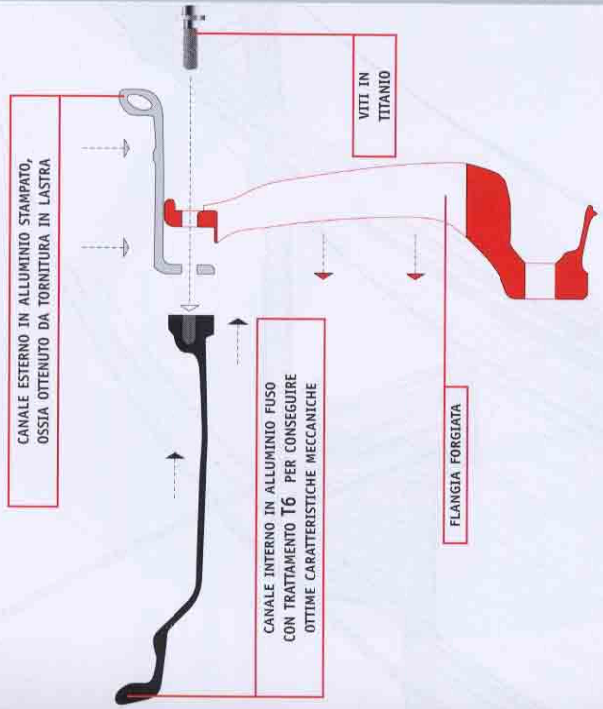 CANALE ESTERNO IN ALLUMINIO STAMPATO,
OSSIA OTTENUTO DA TORNITURA IN LASTRA
VITI IN
TITANIO
CANALE INTERNO IN ALLUMINIO FUSO
CON TRATTAMENTO T6 PER CONSEGUIRE
OTTIME CARATTERISTICHE MECCANICHE
FLANGIA FORGIATA